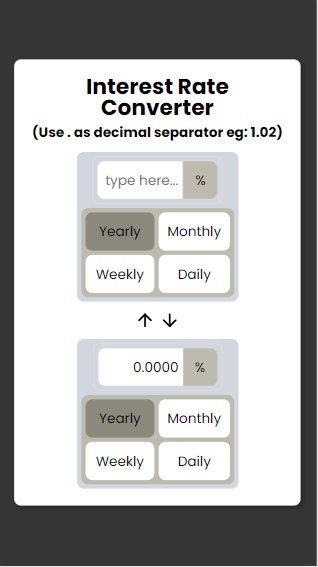 Interest Rate
Converter
(Use . as decimal separator eg: 1.02)
type here... %
Yearly Monthly
Weekly Daily
0.0000 %
Yearly Monthly
Weekly Daily